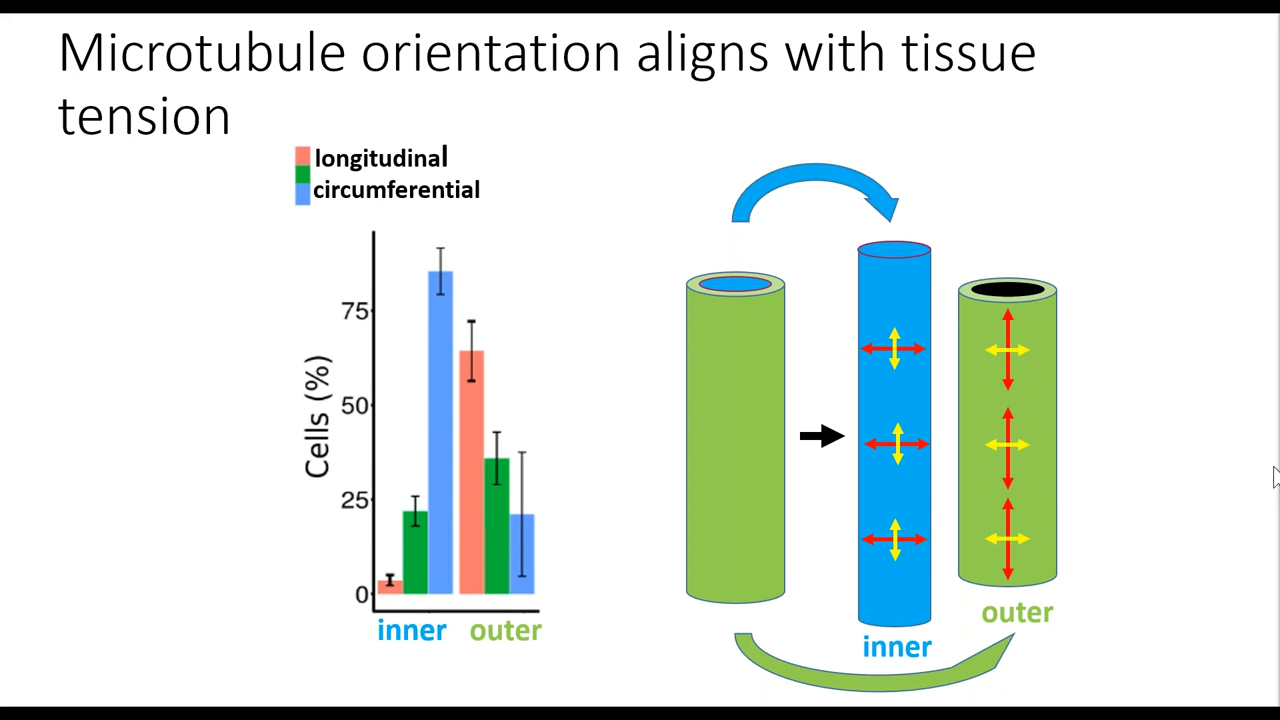 Microtubule orientation aligns with tissue
tension
longitudinal
circumferential
75
50
25
0
Cells (%)
inner
outer
inner
outer